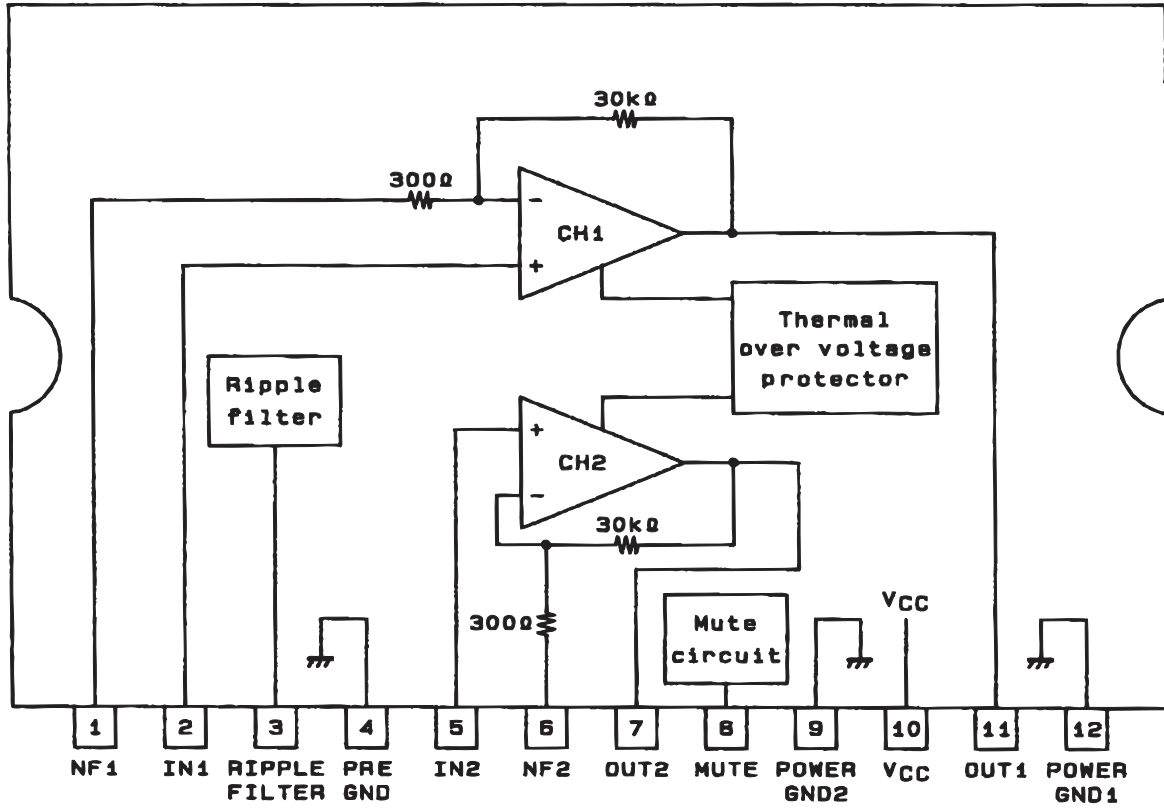 30kΩ
300Ω
-
CH1
+
Thermal
over voltage
protector
Ripple
filter
+
CH2
-
30kΩ
300Ω
Mute
circuit
VCC
1 2 3 4 5 6 7 8 9 10 11 12
NF1 IN1 RIPPLE PRE IN2 NF2 OUT2 MUTE POWER VCC OUT1 POWER
FILTER GND GND2 GND1